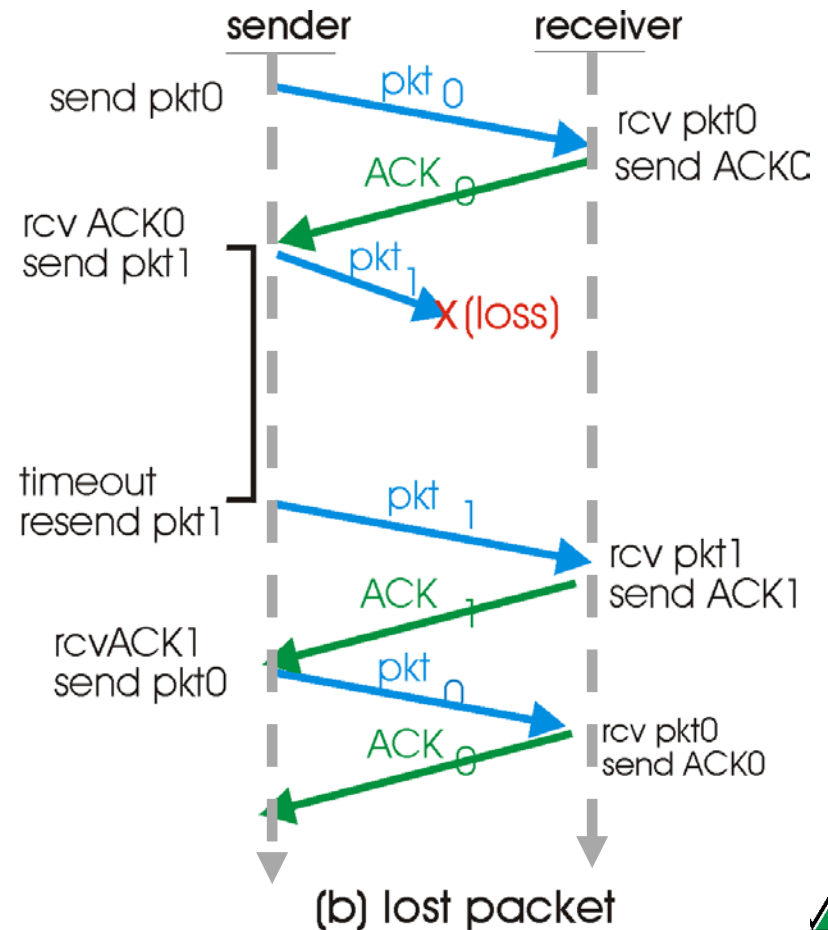 sender
receiver
send pkt0
pkt 0
rcv pkt0
send ACK0
ACK 0
rcv ACK0
send pkt1
pkt 1
X (loss)
timeout
resend pkt1
pkt 1
rcv pkt1
send ACK1
ACK 1
rcvACK1
send pkt0
pkt 0
rcv pkt0
send ACK0
ACK 0
(b) lost packet